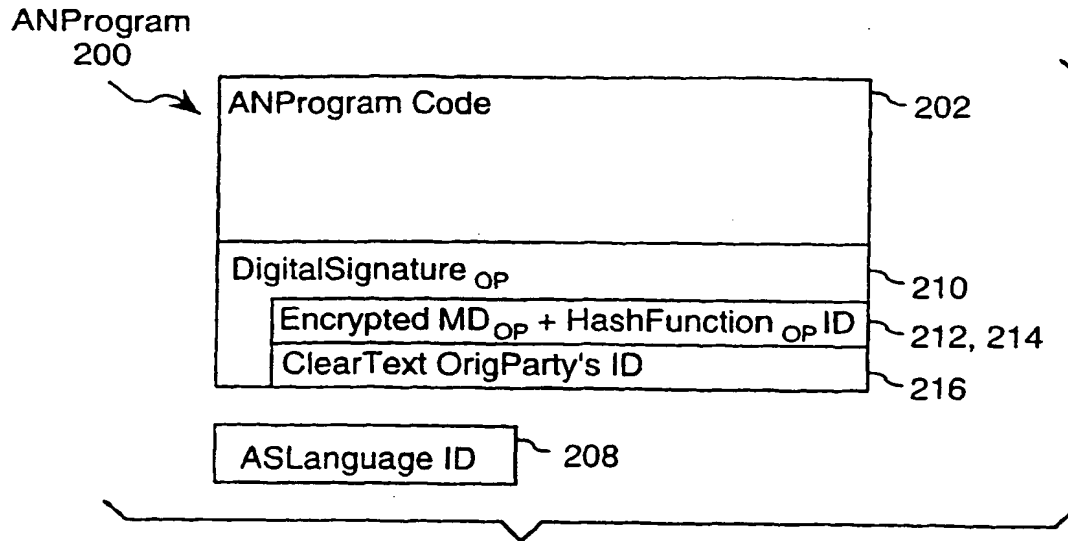 ANProgram
200
ANProgram Code
202
DigitalSignature OP
210
Encrypted MD OP + HashFunction OP ID
212, 214
ClearText OrigParty's ID
216
ASLanguage ID
208